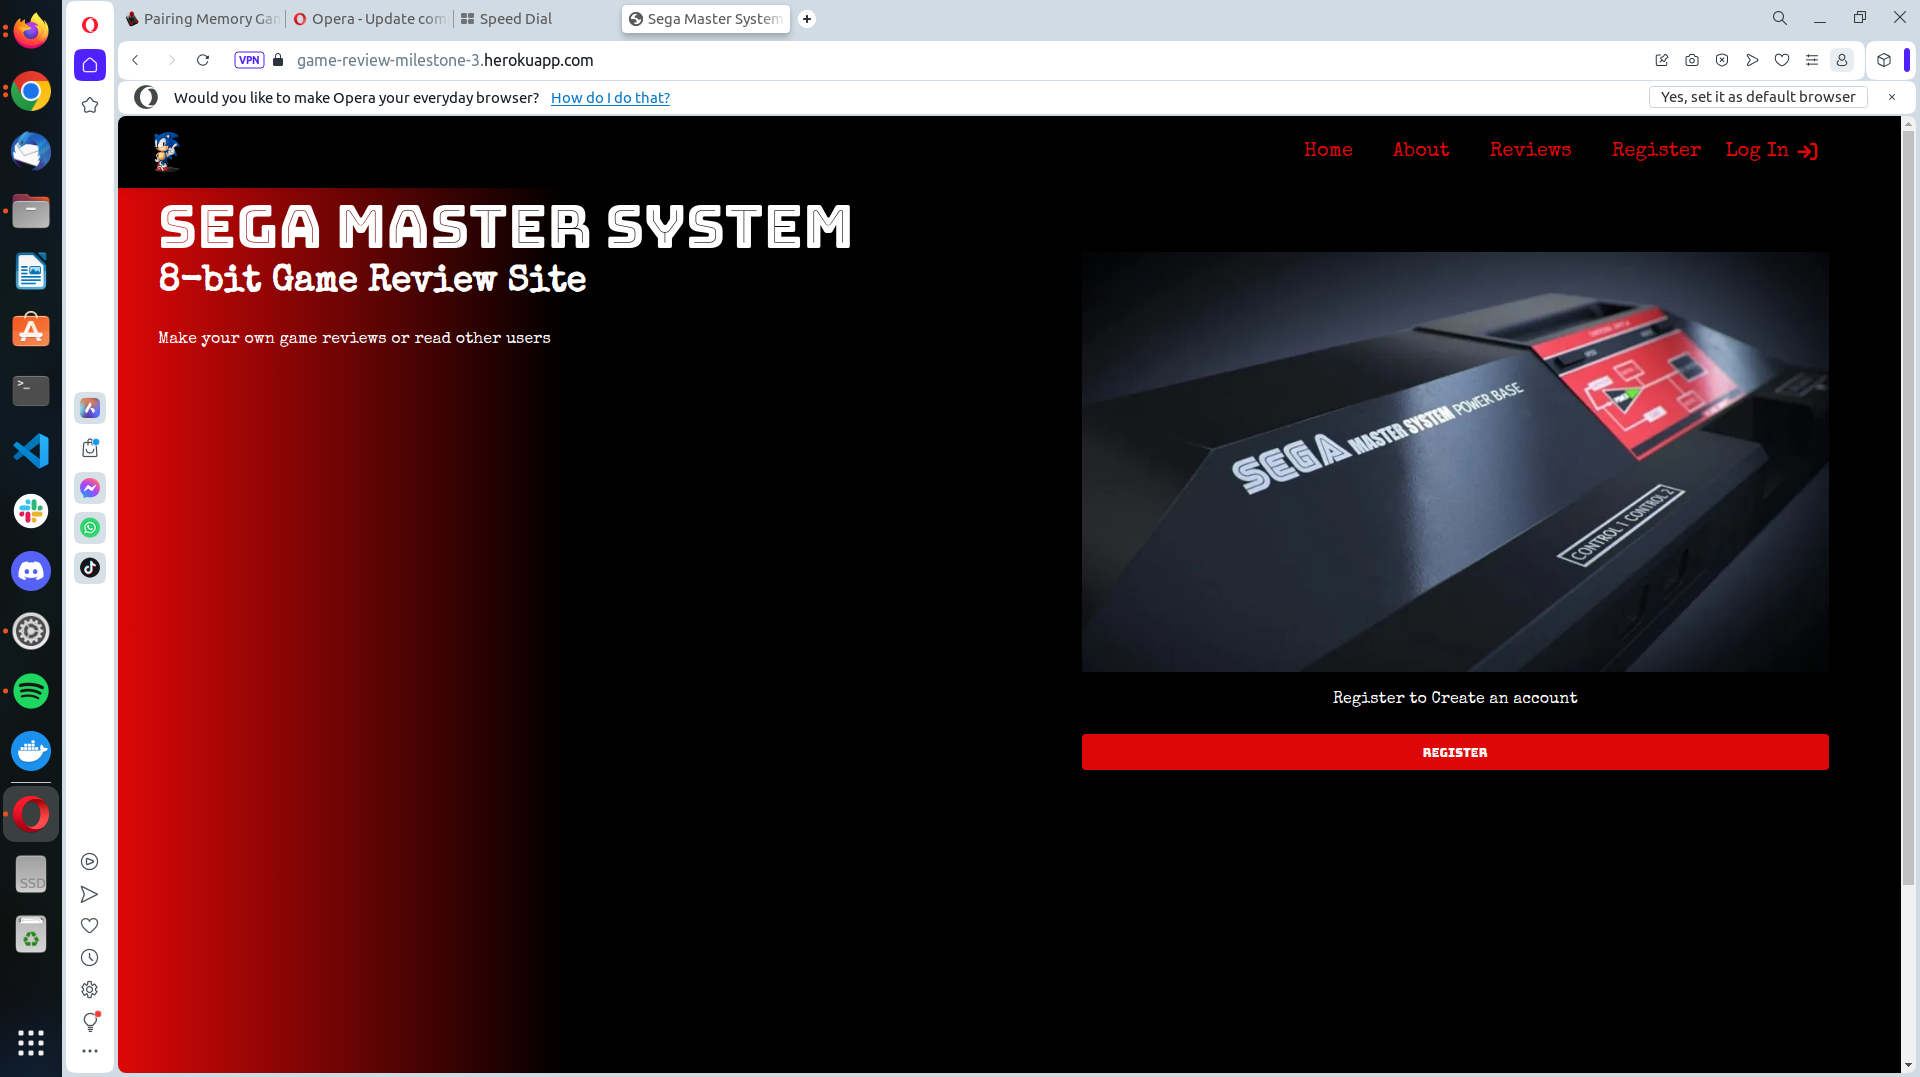 Pairing Memory Gam
Opera - Update com
Speed Dial
Sega Master System
VPN
game-review-milestone-3.herokuapp.com
Would you like to make Opera your everyday browser? How do I do that?
Yes, set it as default browser
Home About Reviews Register Log In
SEGA MASTER SYSTEM
8-bit Game Review Site
Make your own game reviews or read other users
SEGA MASTER SYSTEM POWER BASE
CONTROL 1 CONTROL 2
Register to Create an account
REGISTER
SSD